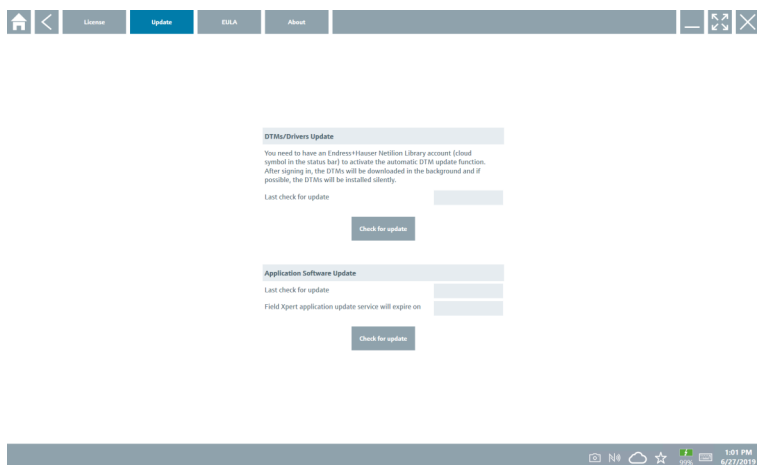 License
Update
EULA
About
DTMs/Drivers Update
You need to have an Endress+Hauser Netilion Library account (cloud
symbol in the status bar) to activate the automatic DTM update function.
After signing in, the DTMs will be downloaded in the background and if
possible, the DTMs will be installed silently.
Last check for update
Check for update
Application Software Update
Last check for update
Field Xpert application update service will expire on
Check for update
99%
1:01 PM
6/27/2019